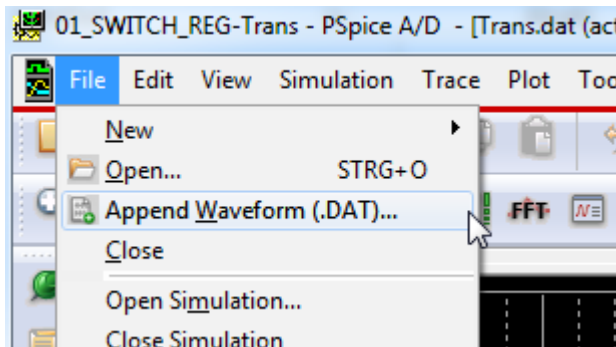 01_SWITCH_REG-Trans - PSpice A/D - [Trans.dat (act
File Edit View Simulation Trace Plot Too
New
Open... STRG+O
Append Waveform (.DAT)...
FFT
Close
Open Simulation...
Close Simulation